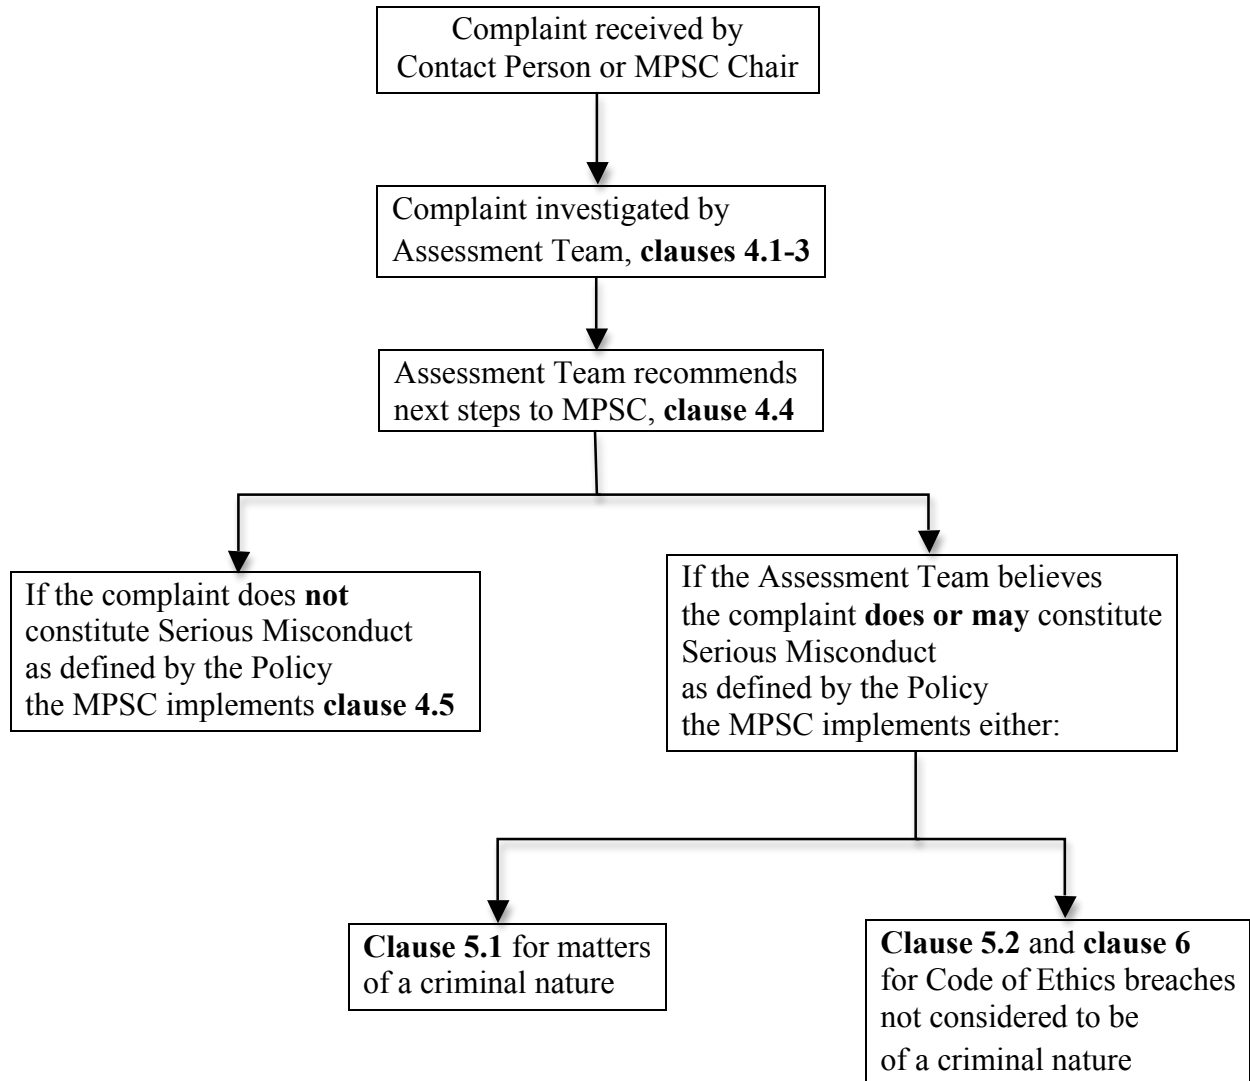 Complaint received by
Contact Person or MPSC Chair
Complaint investigated by
Assessment Team, clauses 4.1-3
Assessment Team recommends
next steps to MPSC, clause 4.4
If the complaint does not
constitute Serious Misconduct
as defined by the Policy
the MPSC implements clause 4.5
If the Assessment Team believes
the complaint does or may constitute
Serious Misconduct
as defined by the Policy
the MPSC implements either:
Clause 5.1 for matters
of a criminal nature
Clause 5.2 and clause 6
for Code of Ethics breaches
not considered to be
of a criminal nature